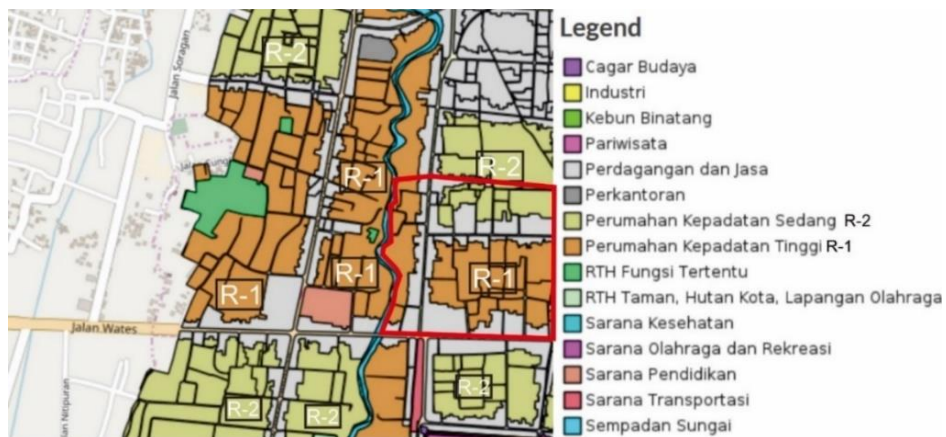 Jalan Soragan
R-2
R-1
R-2
R-1
R-1
R-1
Jalan Wates
Jalan Nitipuran
R-2
R-2
R-2
Legend
Cagar Budaya
Industri
Kebun Binatang
Pariwisata
Perdagangan dan Jasa
Perkantoran
Perumahan Kepadatan Sedang R-2
Perumahan Kepadatan Tinggi R-1
RTH Fungsi Tertentu
RTH Taman, Hutan Kota, Lapangan Olahraga
Sarana Kesehatan
Sarana Olahraga dan Rekreasi
Sarana Pendidikan
Sarana Transportasi
Sempadan Sungai